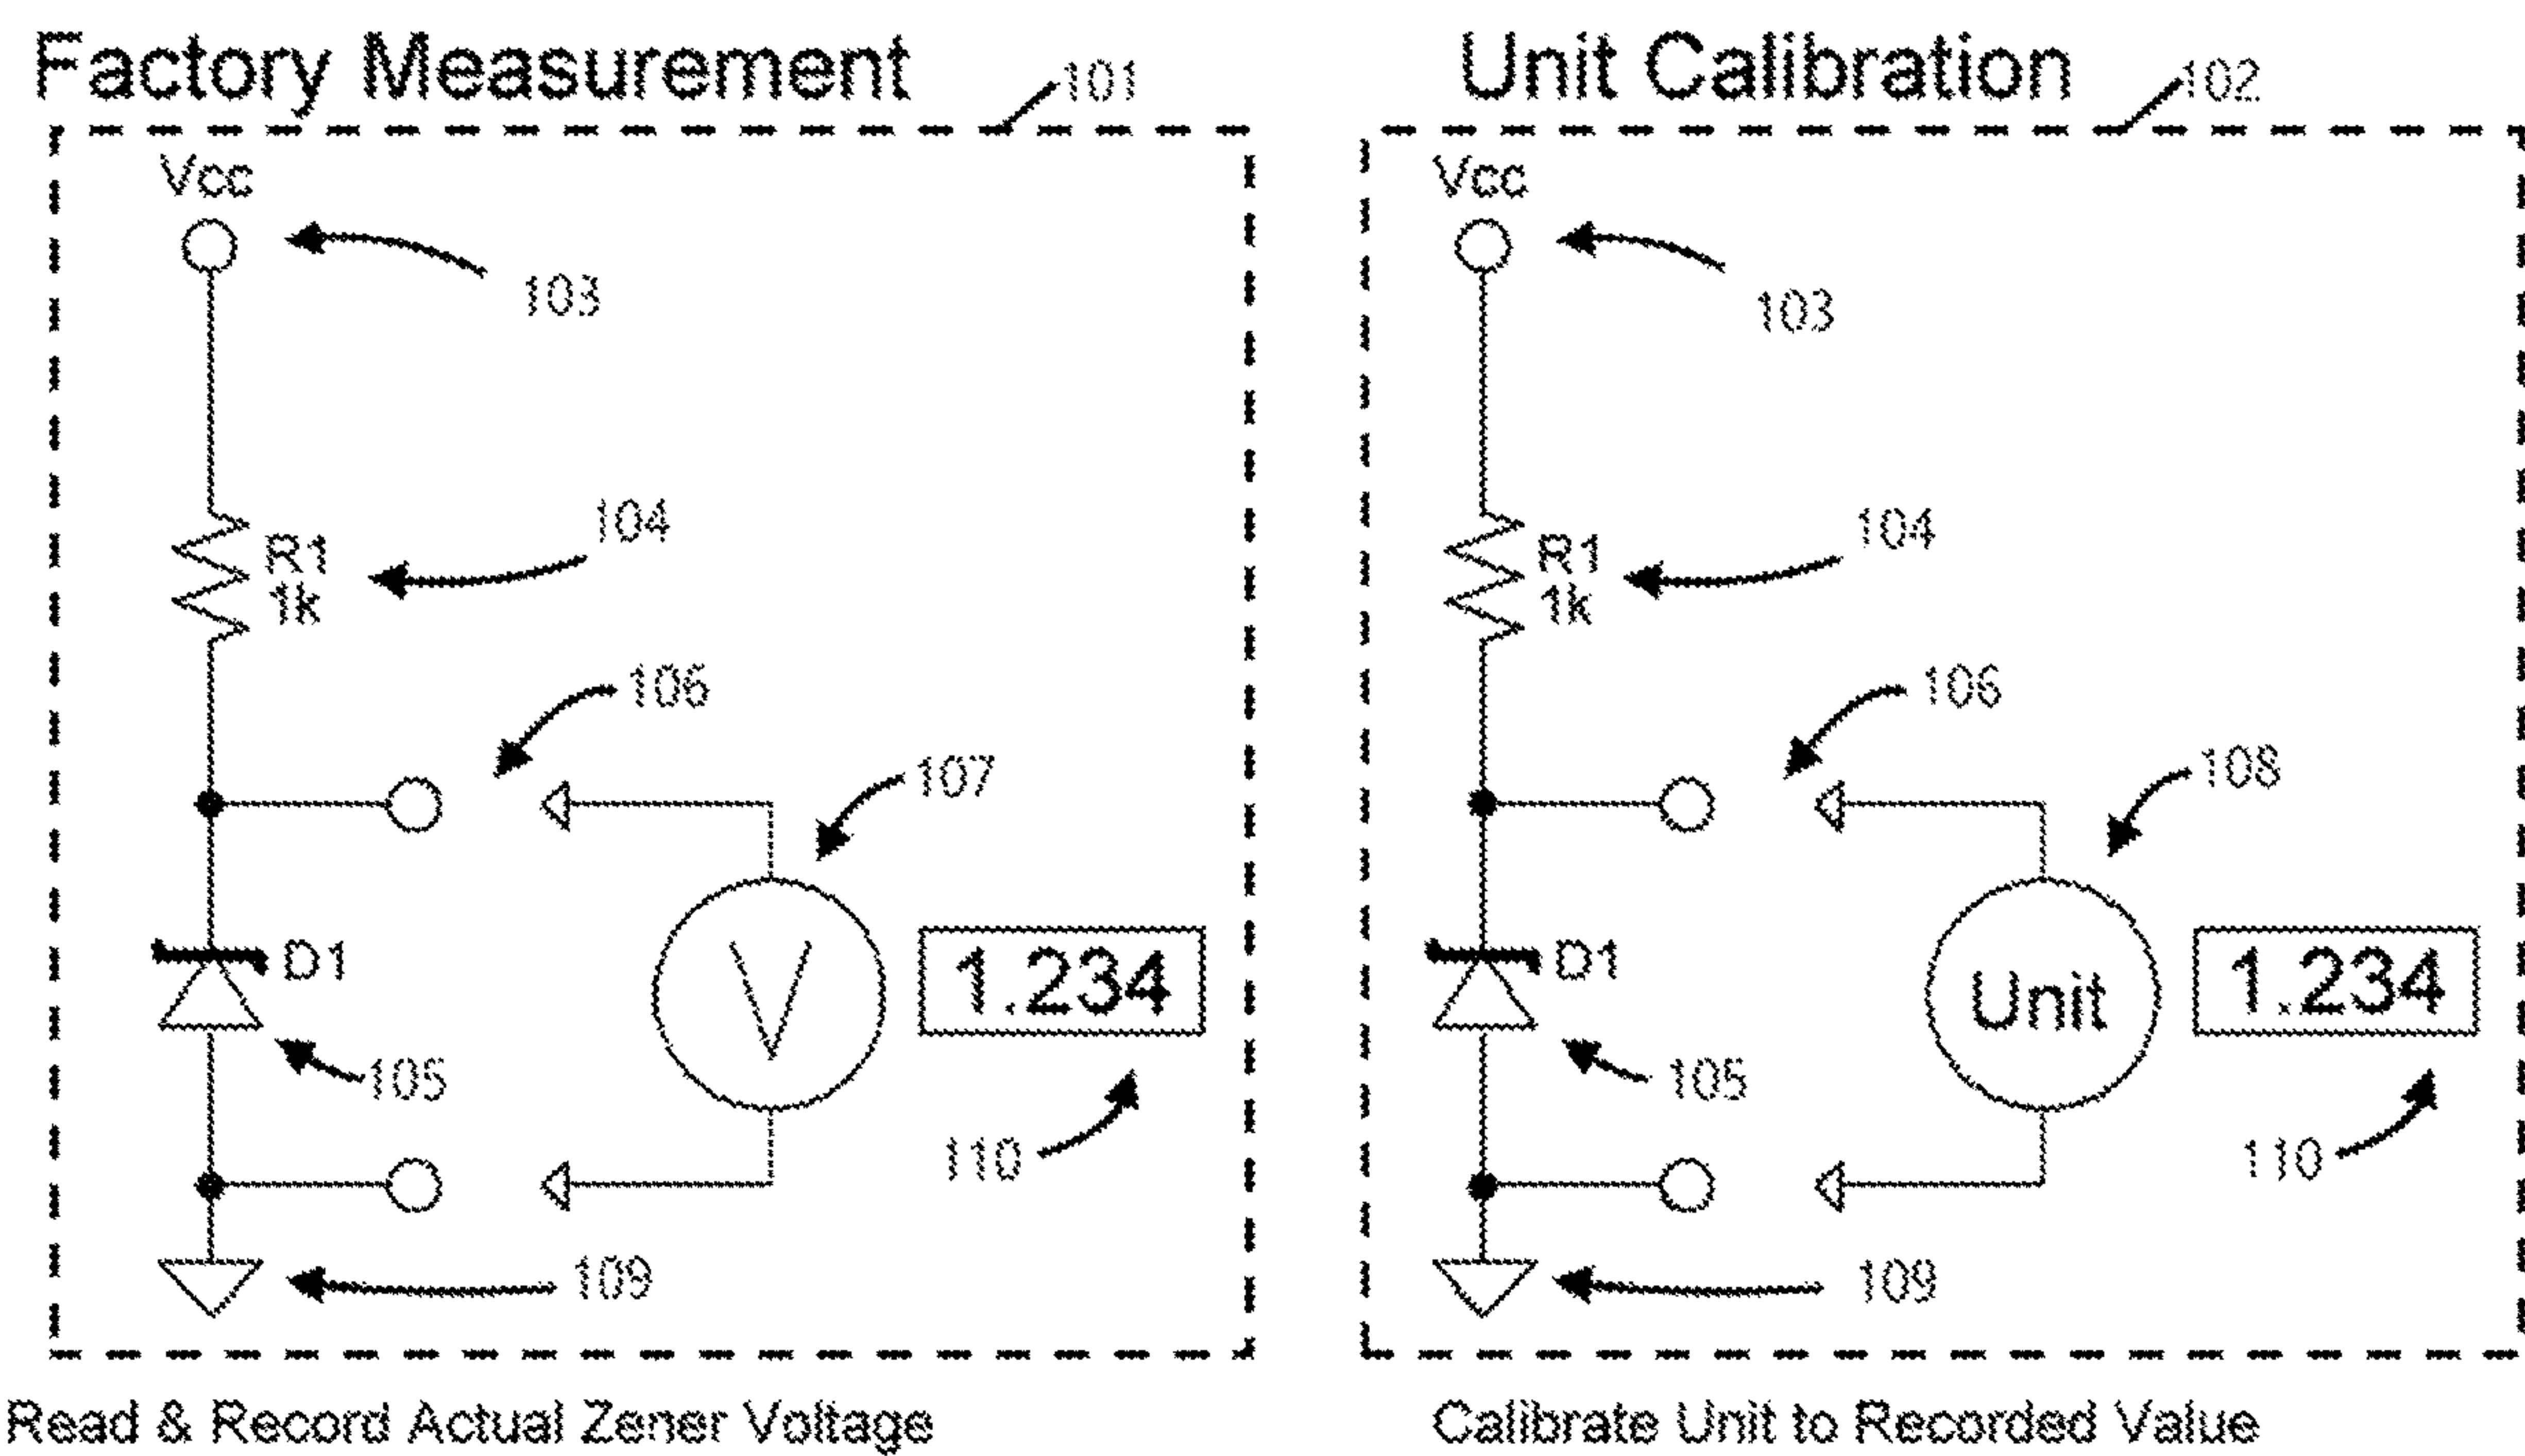 Factory Measurement
101
Vcc
103
R1
1k
104
106
107
D1
V
1.234
105
110
109
Read & Record Actual Zener Voltage
Unit Calibration
102
Vcc
103
R1
1k
104
106
108
D1
Unit
1.234
105
110
109
Calibrate Unit to Recorded Value